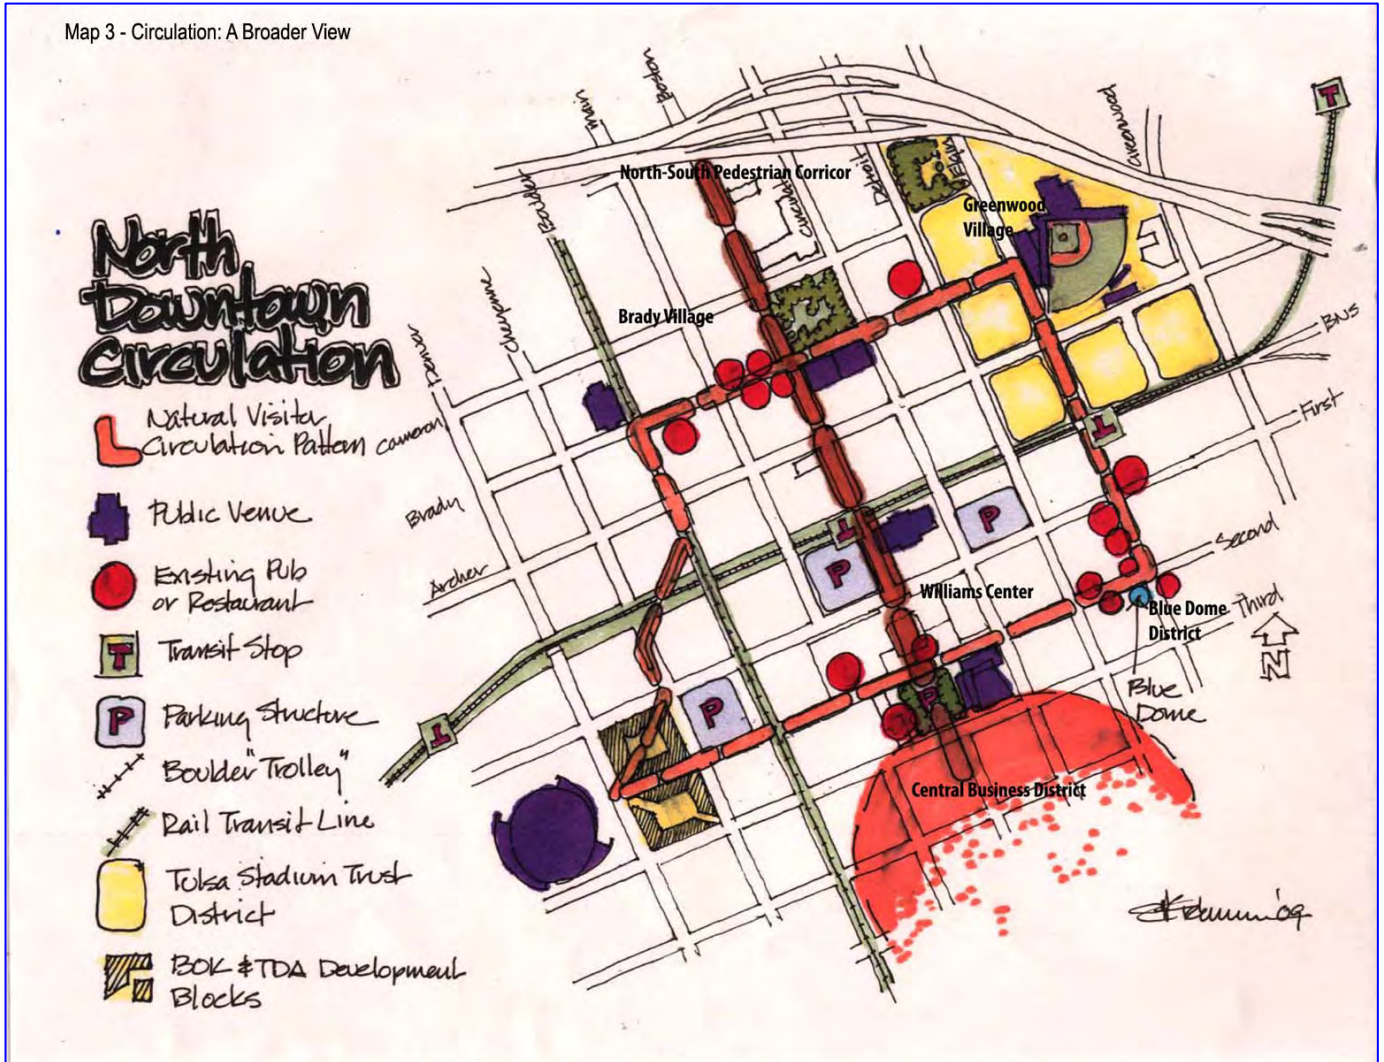 Map 3 - Circulation: A Broader View
Main
Boston
Greenwood
T
Boulder
North-South Pedestrian Corricor
Cincinnati
Detroit
Elgin
Greenwood
Village
North
Downtown
Circulation
Cheyenne
Denver
Brady Village
BNS
First
Natural Visitor
Circulation Pattern
Cameron
T
Public Venue
Brady
T
P
P
Second
Existing Pub
or Restaurant
Archer
Williams Center
Blue Dome
District
Third
N
Transit Stop
T
Blue
Dome
P
P
P
Parking Structure
T
Boulder "Trolley"
Central Business District
Rail Transit Line
Tulsa Stadium Trust
District
'09
BOK & TDA Development
Blocks